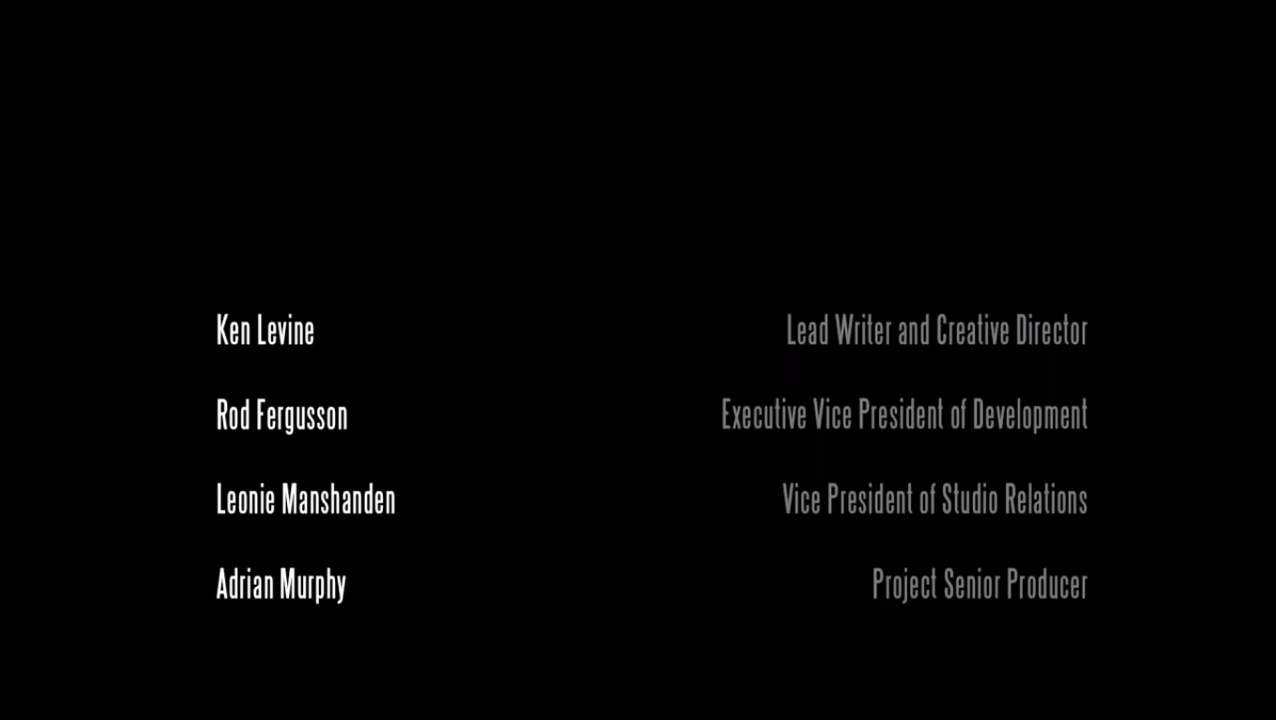 Ken Levine Lead Writer and Creative Director
Rod Fergusson Executive Vice President of Development
Leonie Manshanden Vice President of Studio Relations
Adrian Murphy Project Senior Producer